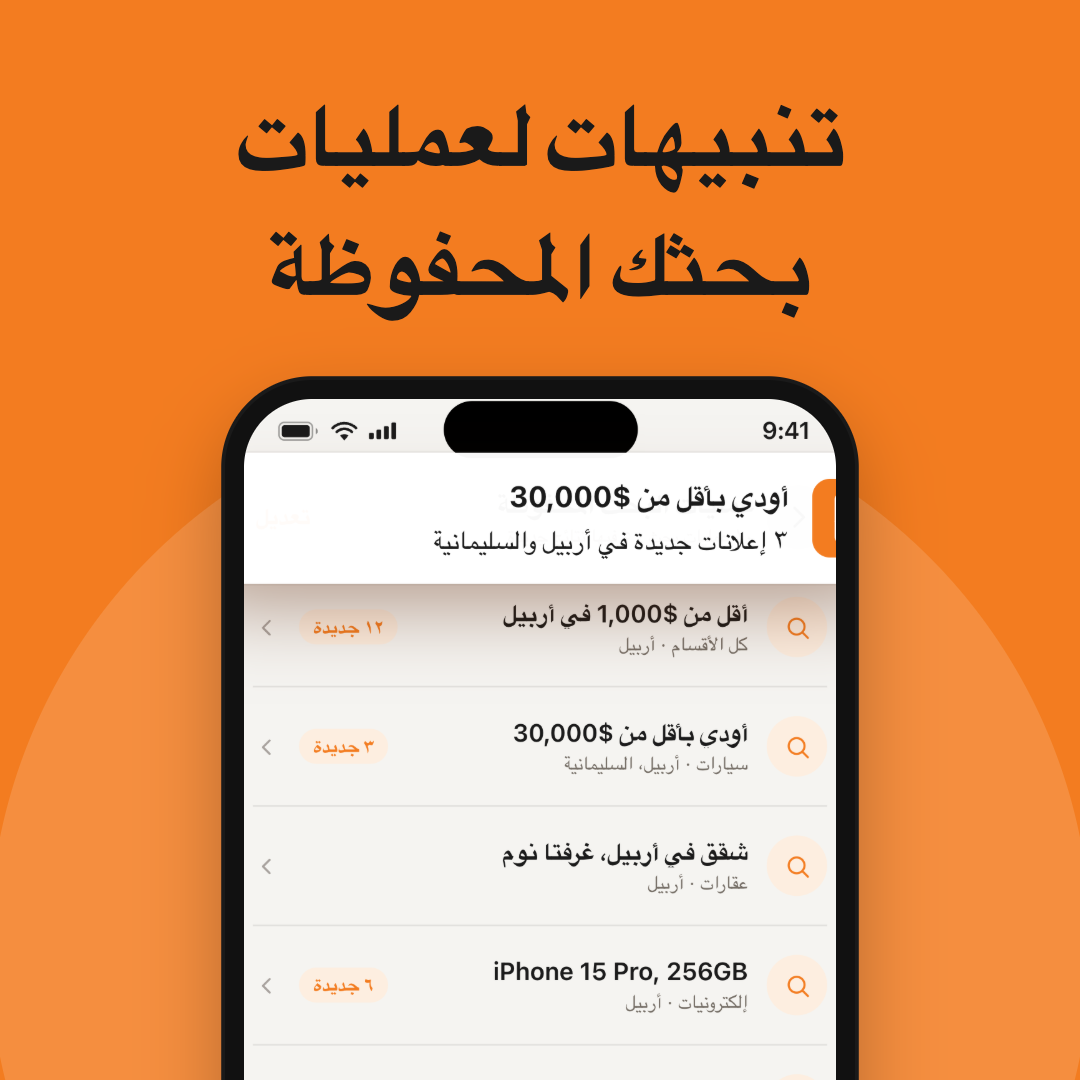 تنبيهات لعمليات
بحثك المحفوظة
9:41
أودي بأقل من $30,000
٣ إعلانات جديدة في أربيل والسليمانية
أقل من $1,000 في أربيل
كل الأقسام · أربيل
١٢ جديدة
أودي بأقل من $30,000
سيارات · أربيل، السليمانية
٣ جديدة
شقق في أربيل، غرفتا نوم
عقارات · أربيل
iPhone 15 Pro, 256GB
إلكترونيات · أربيل
٦ جديدة